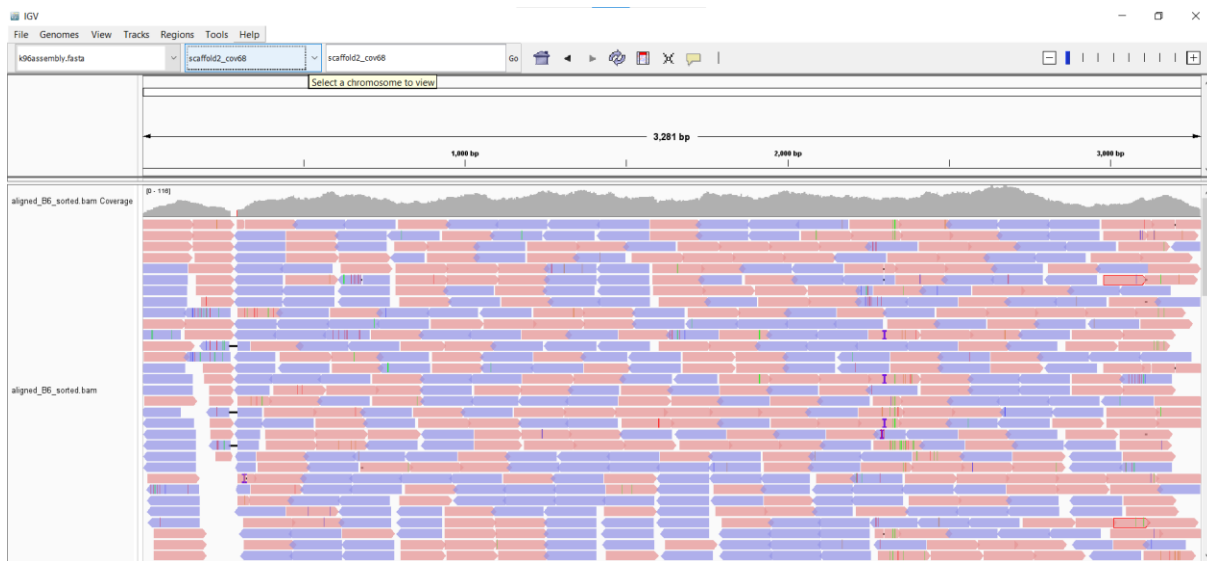 IGV
File Genomes View Tracks Regions Tools Help
k96assembly.fasta scaffold2_cov68 scaffold2_cov68 Go
Select a chromosome to view
3,281 bp
1,000 bp 2,000 bp 3,000 bp
[0 - 116]
aligned_B6_sorted.bam Coverage
aligned_B6_sorted.bam